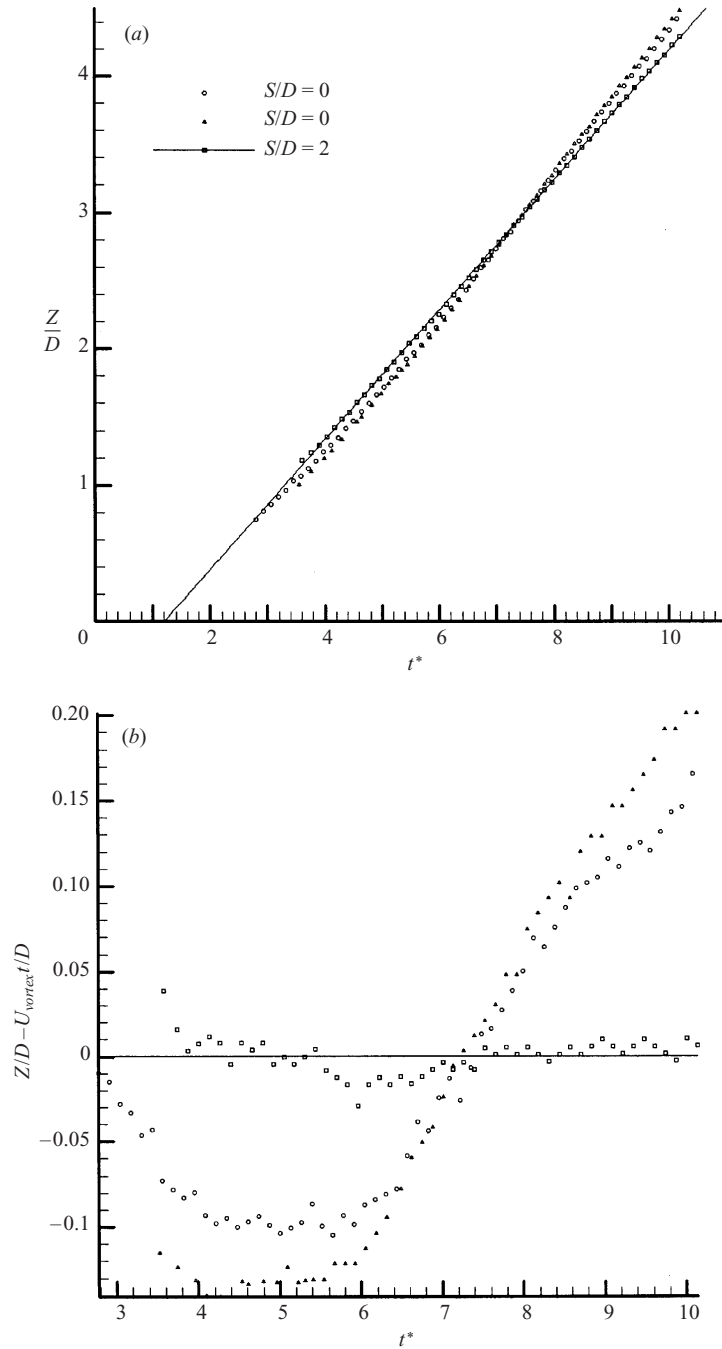 (a)
S/D = 0
S/D = 0
S/D = 2
4
3
2
1
Z
D
0 2 4 6 8 10
t*
(b)
0.20
0.15
0.10
0.05
0
−0.05
−0.1
Z/D−U_vortex t/D
3 4 5 6 7 8 9 10
t*